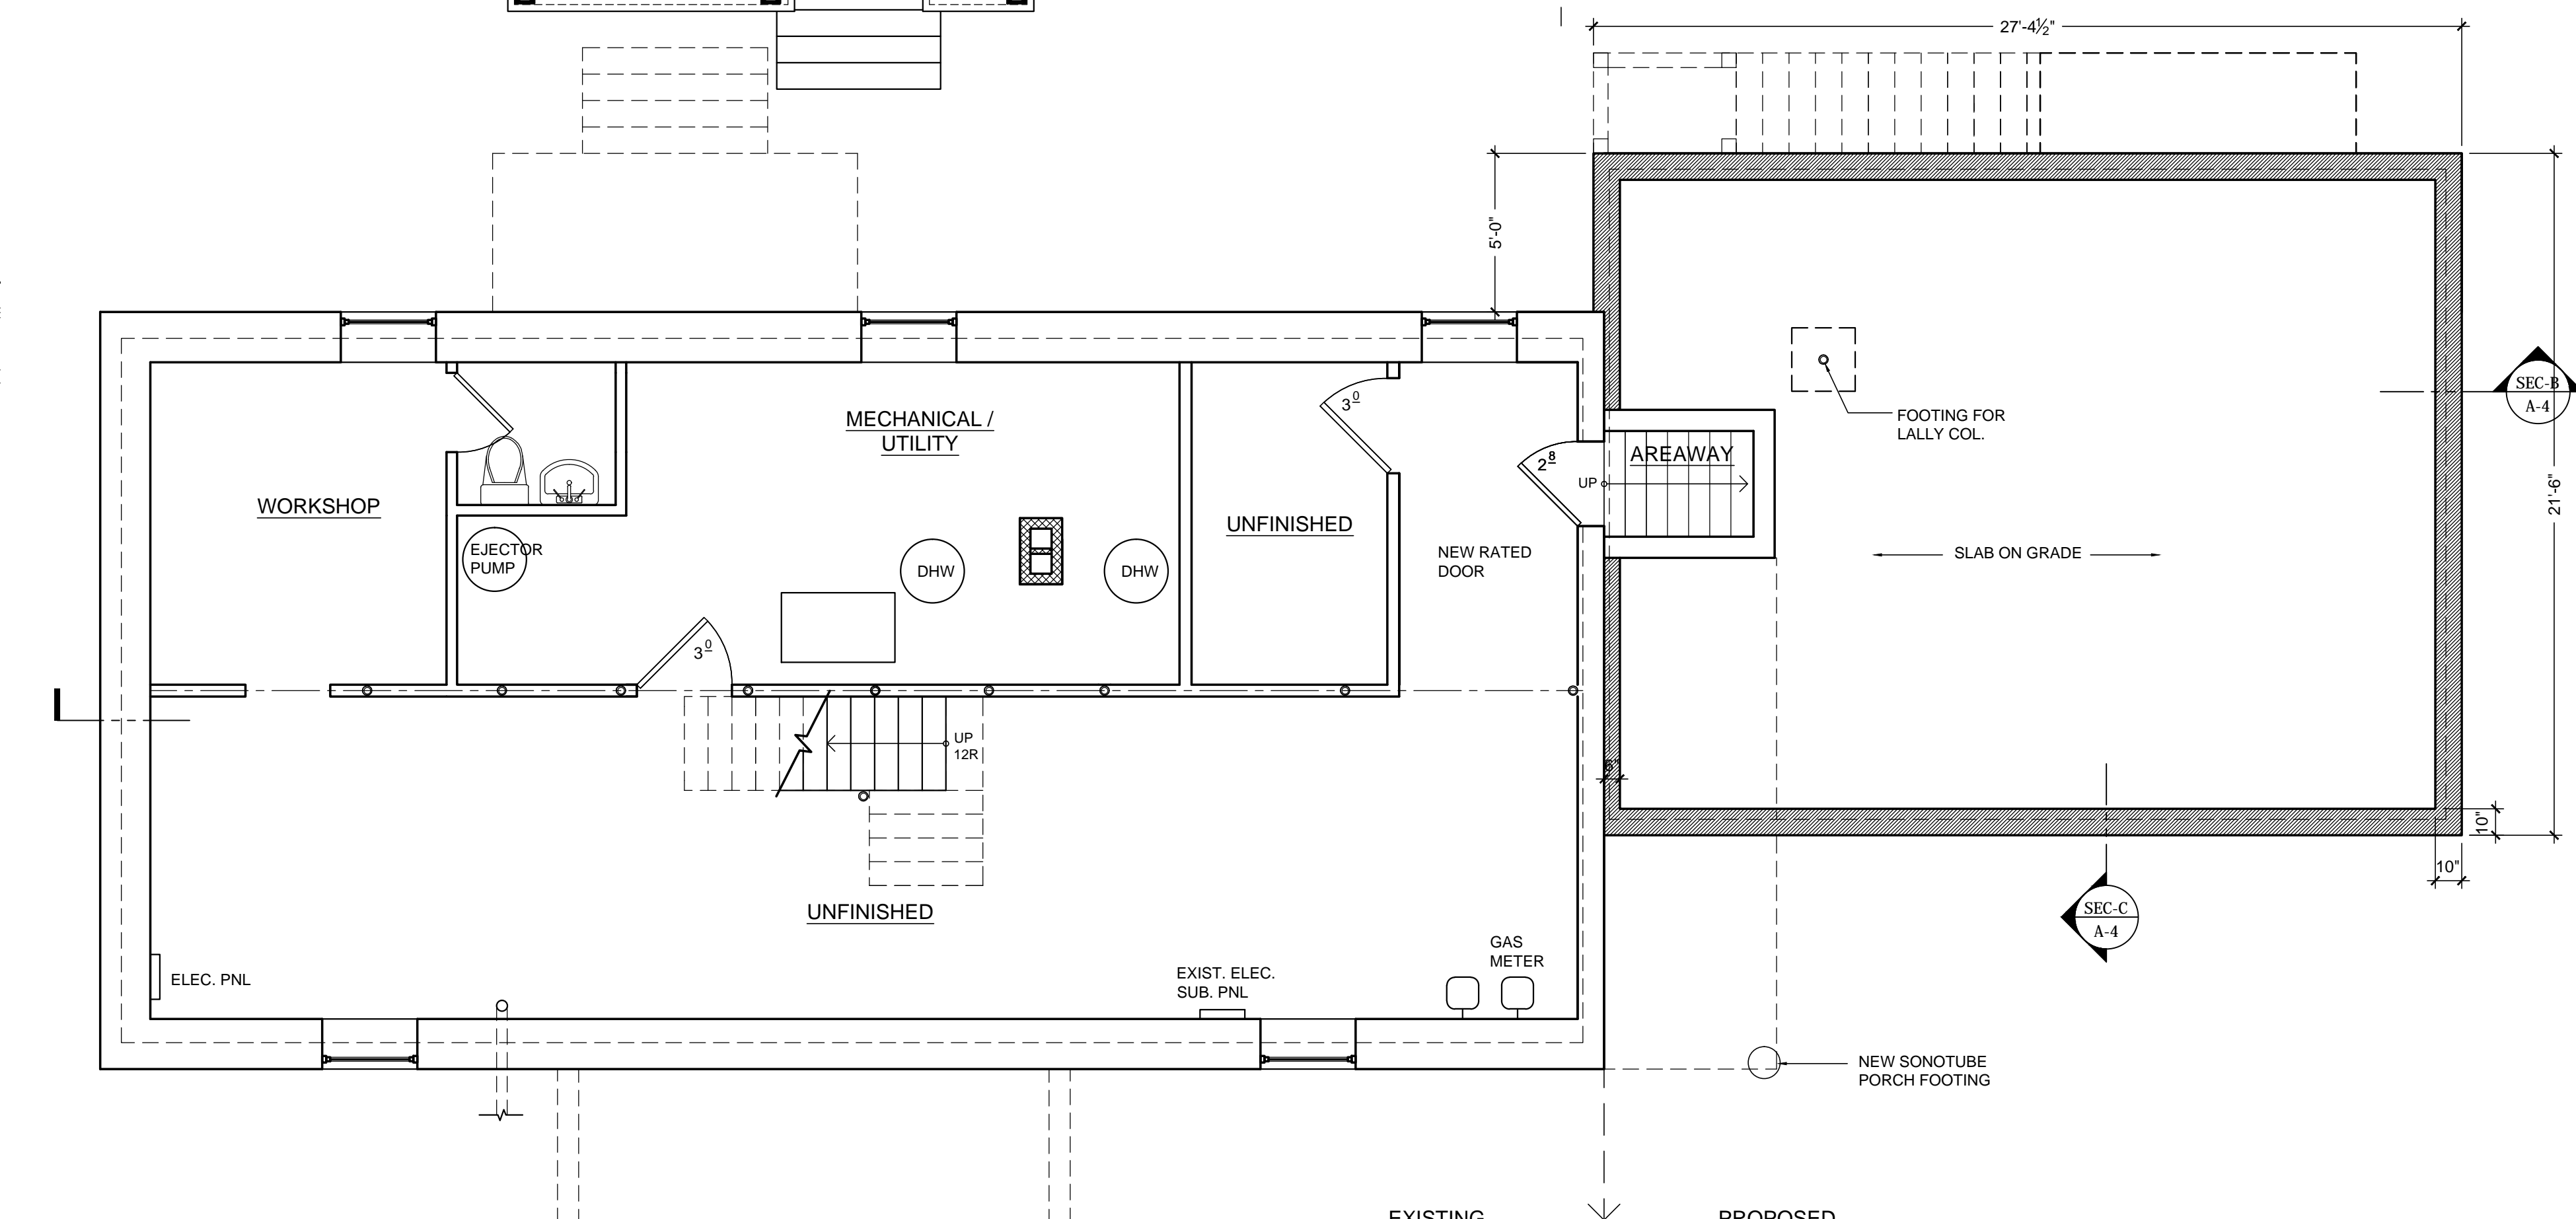 27'-4½"
5'-0"
3⁰
SEC-B
A-4
FOOTING FOR
LALLY COL.
MECHANICAL /
UTILITY
2⁸
AREAWAY
UP
WORKSHOP
UNFINISHED
21'-6"
EJECTOR
PUMP
DHW
DHW
NEW RATED
DOOR
SLAB ON GRADE
3⁰
UP
12R
6"
10"
10"
UNFINISHED
SEC-C
A-4
GAS
METER
ELEC. PNL
EXIST. ELEC.
SUB. PNL
NEW SONOTUBE
PORCH FOOTING
EXISTING
PROPOSED